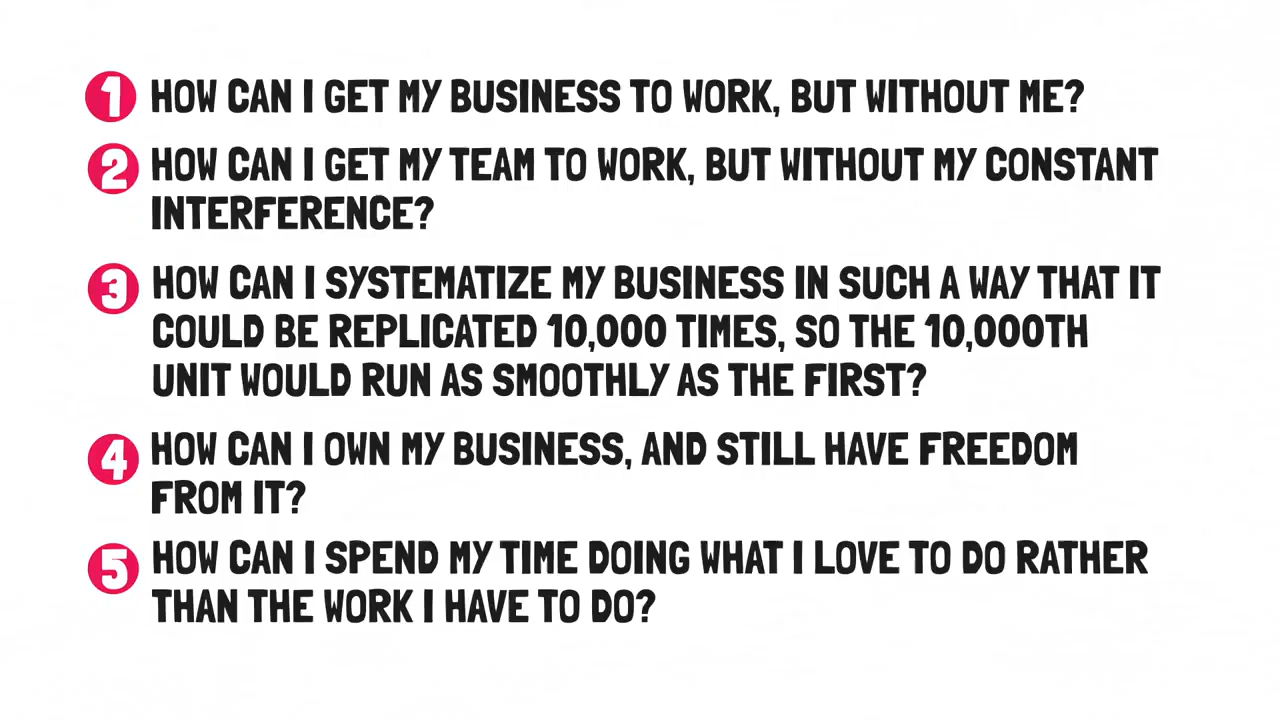 1 HOW CAN I GET MY BUSINESS TO WORK, BUT WITHOUT ME?
2 HOW CAN I GET MY TEAM TO WORK, BUT WITHOUT MY CONSTANT
INTERFERENCE?
3 HOW CAN I SYSTEMATIZE MY BUSINESS IN SUCH A WAY THAT IT
COULD BE REPLICATED 10,000 TIMES, SO THE 10,000TH
UNIT WOULD RUN AS SMOOTHLY AS THE FIRST?
4 HOW CAN I OWN MY BUSINESS, AND STILL HAVE FREEDOM
FROM IT?
5 HOW CAN I SPEND MY TIME DOING WHAT I LOVE TO DO RATHER
THAN THE WORK I HAVE TO DO?